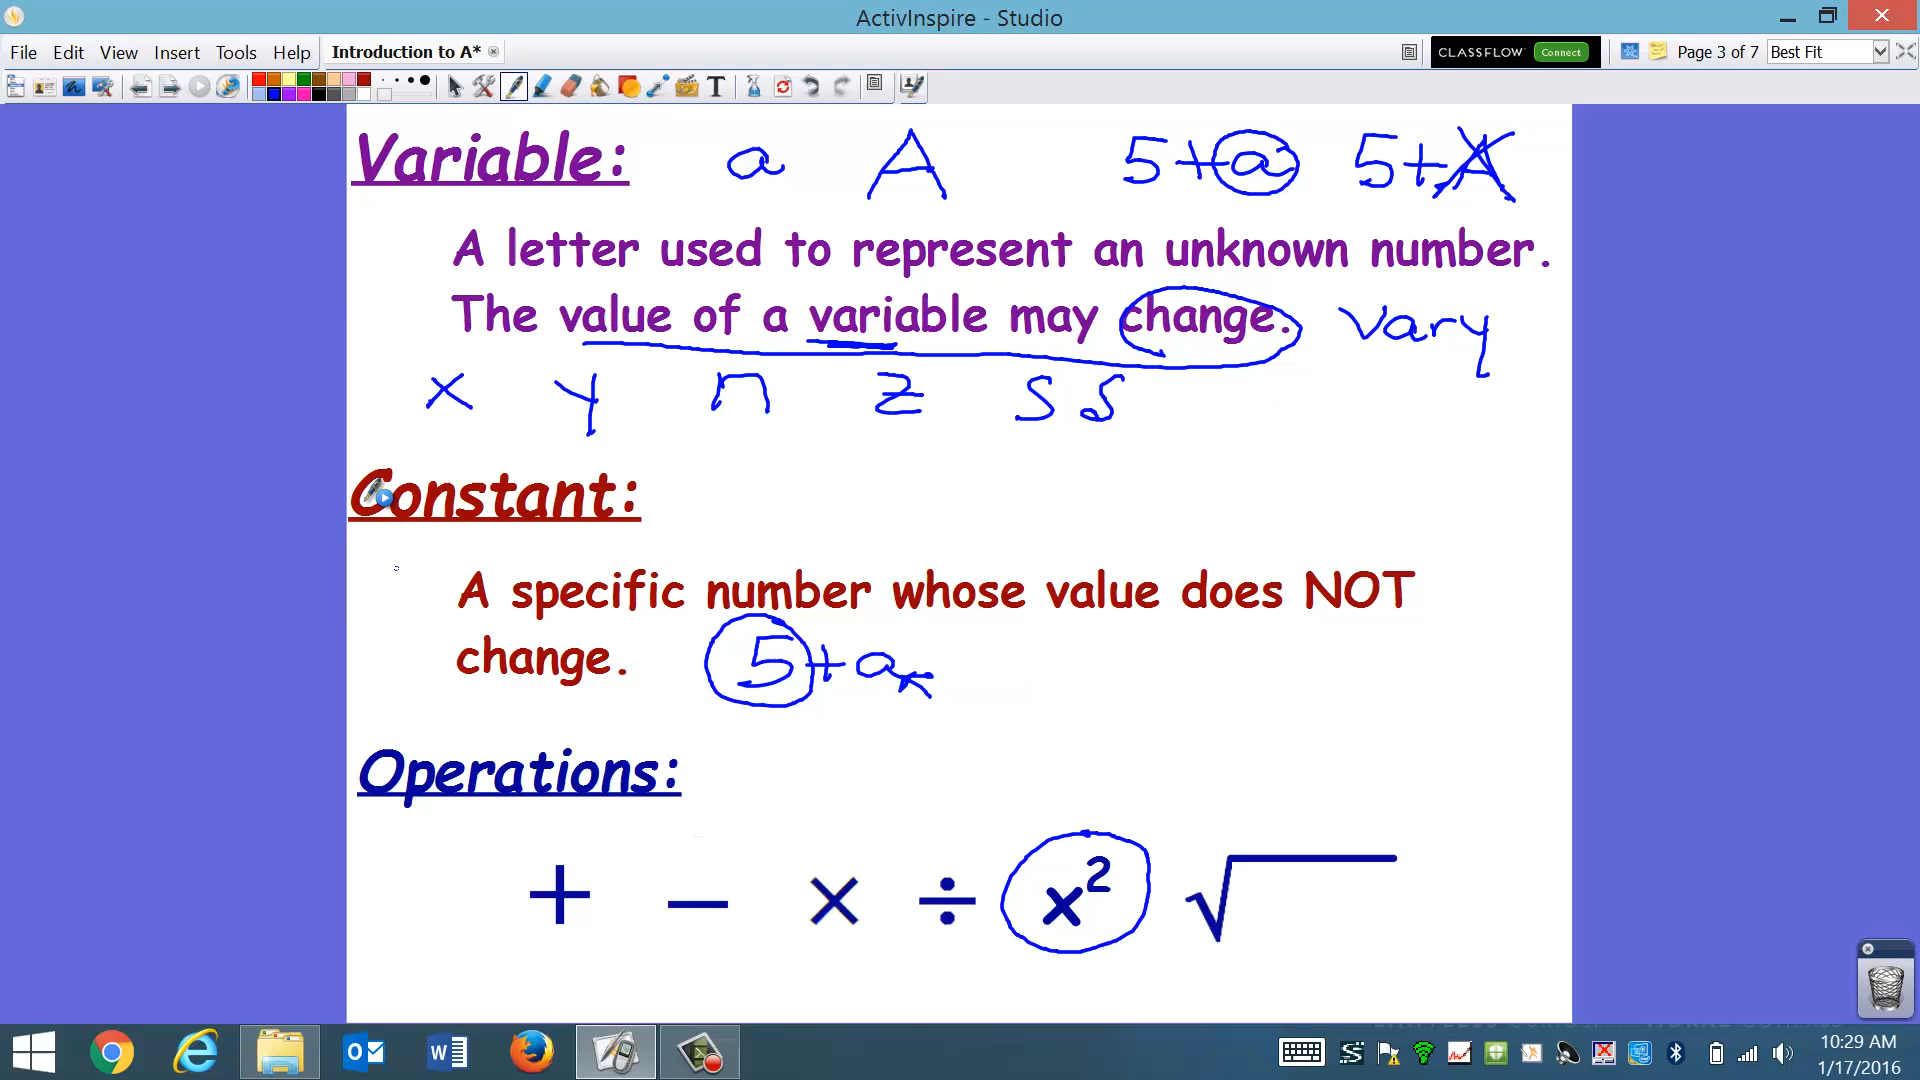 ActivInspire - Studio
File Edit View Insert Tools Help Introduction to A* CLASSFLOW Connect Page 3 of 7 Best Fit
Variable: a A 5+a 5+A
A letter used to represent an unknown number.
The value of a variable may change. vary
x y n z s s
Constant:
A specific number whose value does NOT
change. 5+a
Operations:
+ − × ÷ x² √
10:29 AM
1/17/2016